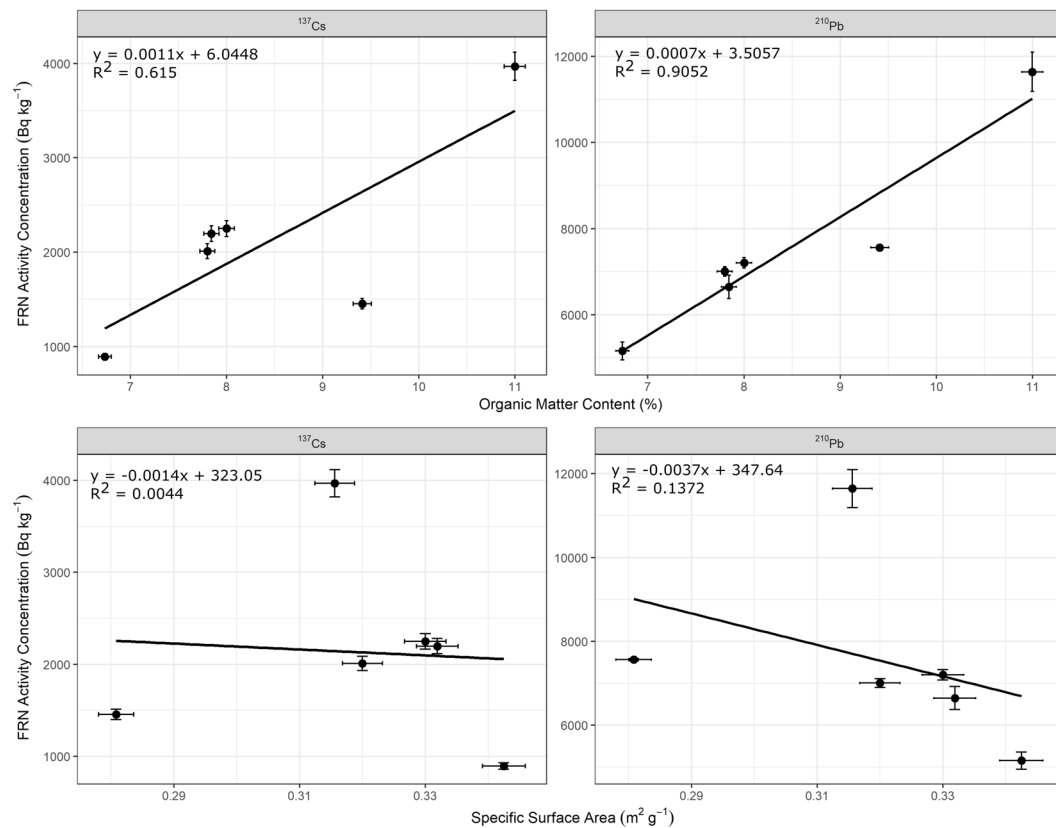 ¹³⁷Cs
²¹⁰Pb
y = 0.0011x + 6.0448
R² = 0.615
y = 0.0007x + 3.5057
R² = 0.9052
4000
3000
2000
1000
12000
10000
8000
6000
FRN Activity Concentration (Bq kg⁻¹)
7 8 9 10 11
7 8 9 10 11
Organic Matter Content (%)
¹³⁷Cs
²¹⁰Pb
y = -0.0014x + 323.05
R² = 0.0044
y = -0.0037x + 347.64
R² = 0.1372
4000
3000
2000
1000
12000
10000
8000
6000
FRN Activity Concentration (Bq kg⁻¹)
0.29 0.31 0.33
0.29 0.31 0.33
Specific Surface Area (m² g⁻¹)